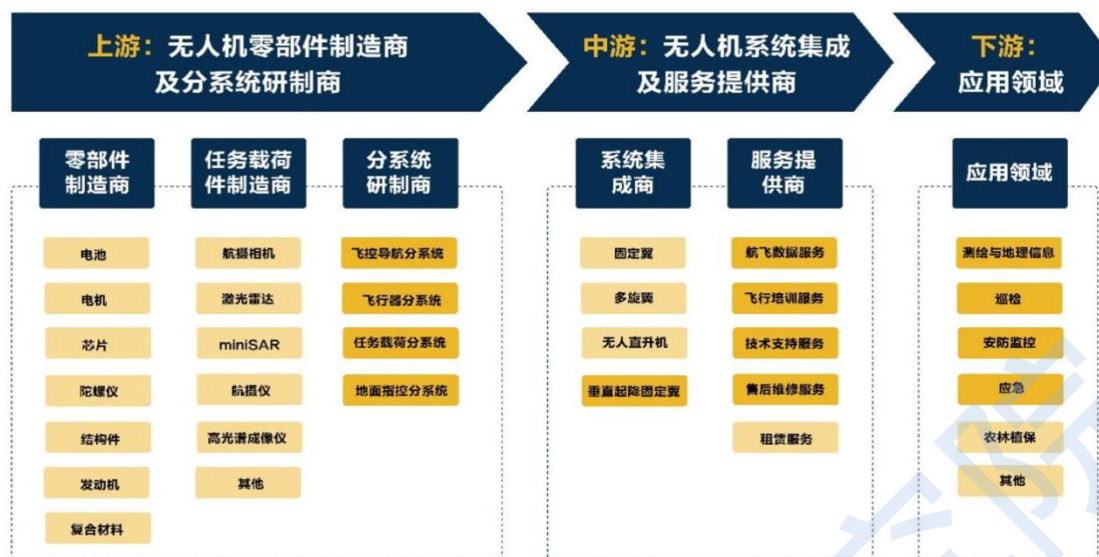 上游：无人机零部件制造商
及分系统研制商
中游：无人机系统集成
及服务提供商
下游：
应用领域
零部件
制造商
电池
电机
芯片
陀螺仪
结构件
发动机
复合材料
任务载荷
件制造商
航摄相机
激光雷达
miniSAR
航摄仪
高光谱成像仪
其他
分系统
研制商
飞控导航分系统
飞行器分系统
任务载荷分系统
地面指控分系统
系统集
成商
固定翼
多旋翼
无人直升机
垂直起降固定翼
服务提
供商
航飞数据服务
飞行培训服务
技术支持服务
售后维修服务
租赁服务
应用领域
测绘与地理信息
巡检
安防监控
应急
农林植保
其他
院